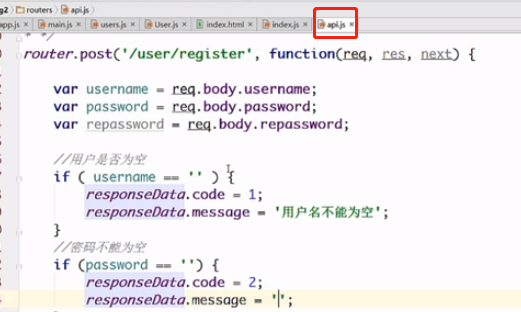 g2 routers api.js
app.js × main.js × users.js × User.js × index.html × index.js × api.js ×
* */
router.post('/user/register', function(req, res, next) {
var username = req.body.username;
var password = req.body.password;
var repassword = req.body.repassword;
//用户是否为空
if ( username == '' ) {
responseData.code = 1;
responseData.message = '用户名不能为空';
}
//密码不能为空
if (password == '') {
responseData.code = 2;
responseData.message = '';